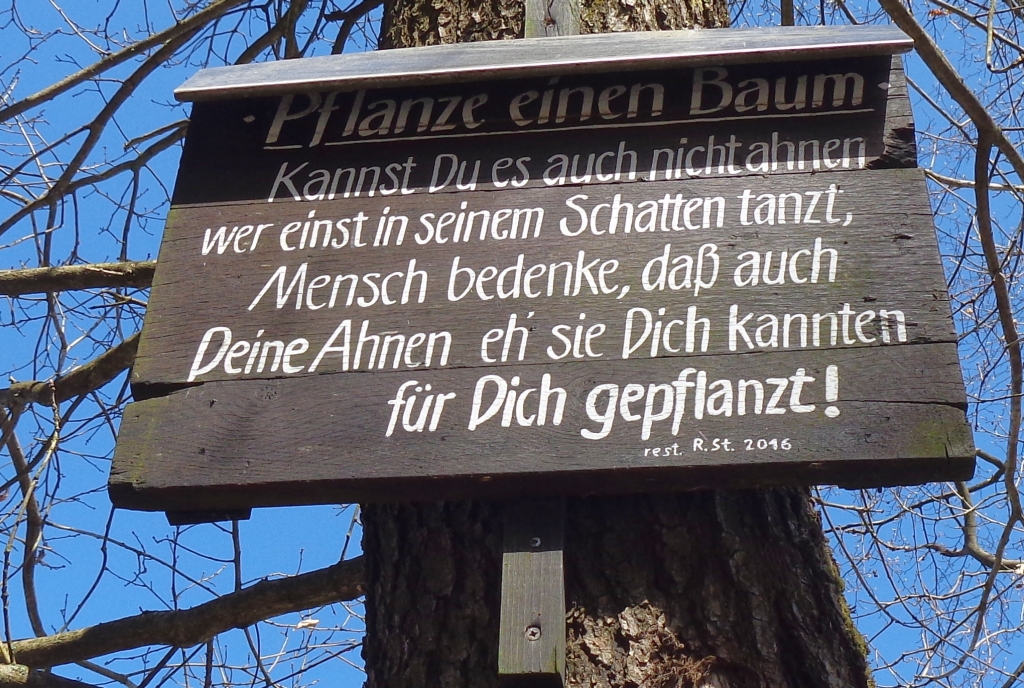 · Pflanze einen Baum ·
Kannst Du es auch nicht ahnen
wer einst in seinem Schatten tanzt,
Mensch bedenke, daß auch
Deine Ahnen eh' sie Dich kannten
für Dich gepflanzt!
rest. R.St. 2016